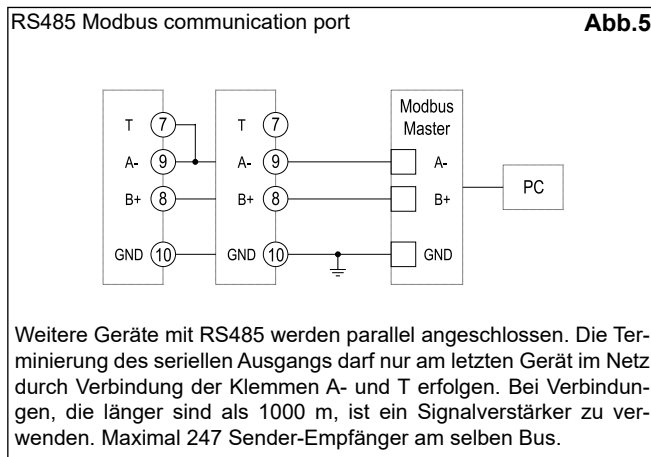 RS485 Modbus communication port Abb.5
Modbus
Master
T 7 T 7
A- 9 A- 9 A-
B+ 8 B+ 8 B+
PC
GND 10 GND 10 GND
Weitere Geräte mit RS485 werden parallel angeschlossen. Die Ter-
minierung des seriellen Ausgangs darf nur am letzten Gerät im Netz
durch Verbindung der Klemmen A- und T erfolgen. Bei Verbindun-
gen, die länger sind als 1000 m, ist ein Signalverstärker zu ver-
wenden. Maximal 247 Sender-Empfänger am selben Bus.